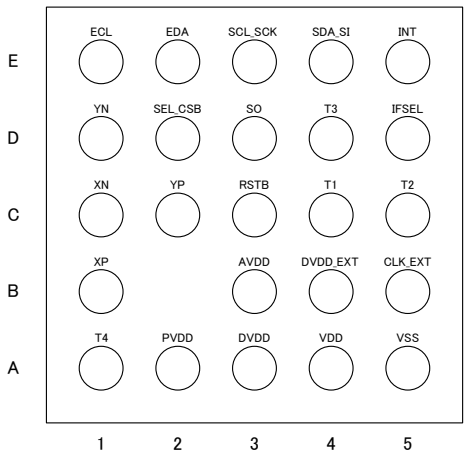 ECL EDA SCL_SCK SDA_SI INT
E
YN SEL_CSB SO T3 IFSEL
D
XN YP RSTB T1 T2
C
XP AVDD DVDD_EXT CLK_EXT
B
T4 PVDD DVDD VDD VSS
A
1 2 3 4 5